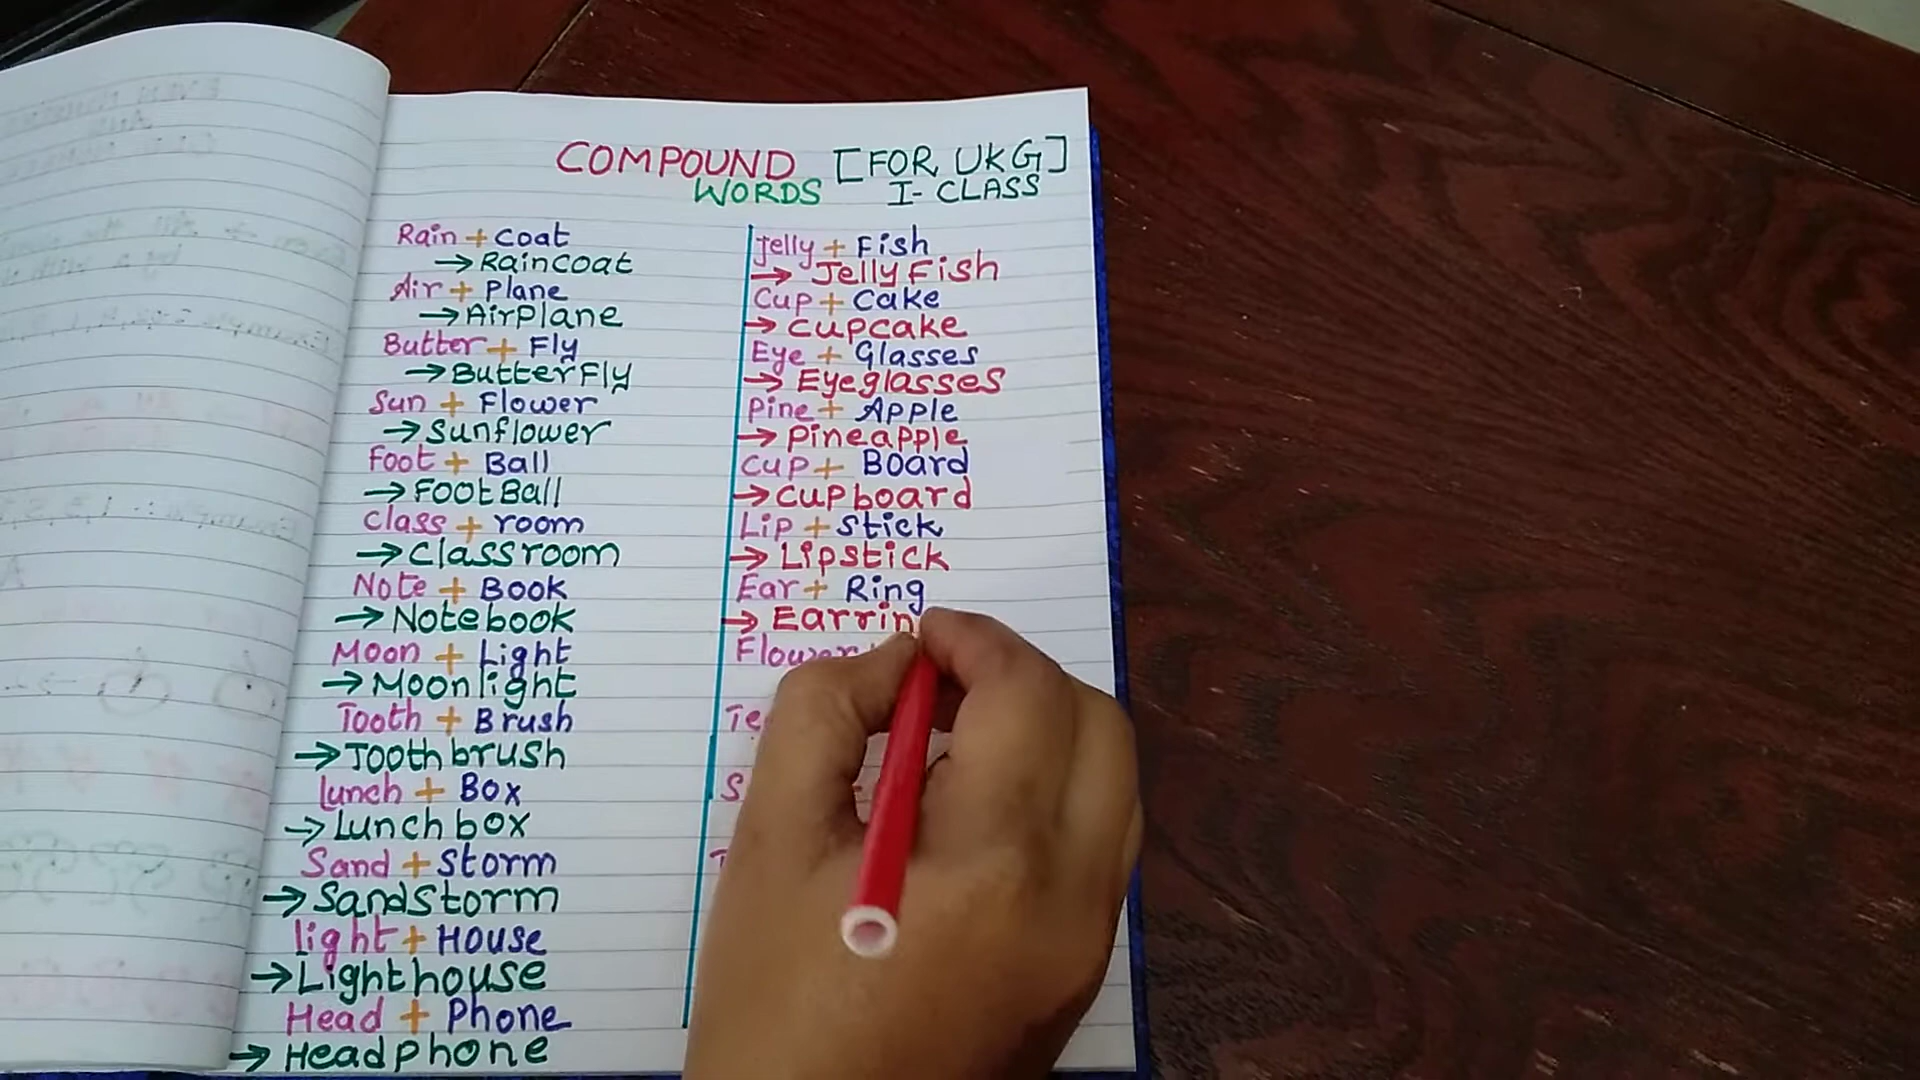 COMPOUND [FOR UKG]
WORDS I-CLASS
Rain + Coat
→ Raincoat
Air + Plane
→ AirPlane
Butter + Fly
→ ButterFly
Sun + Flower
→ Sunflower
Foot + Ball
→ FootBall
Class + room
→ Classroom
Note + Book
→ Notebook
Moon + Light
→ Moonlight
Tooth + Brush
→ Toothbrush
Lunch + Box
→ Lunchbox
Sand + Storm
→ Sandstorm
light + House
→ Lighthouse
Head + Phone
→ Headphone
Jelly + Fish
→ JellyFish
Cup + Cake
→ Cupcake
Eye + Glasses
→ Eyeglasses
Pine + Apple
→ Pineapple
Cup + Board
→ Cupboard
Lip + Stick
→ Lipstick
Ear + Ring
→ Earrin
Flower